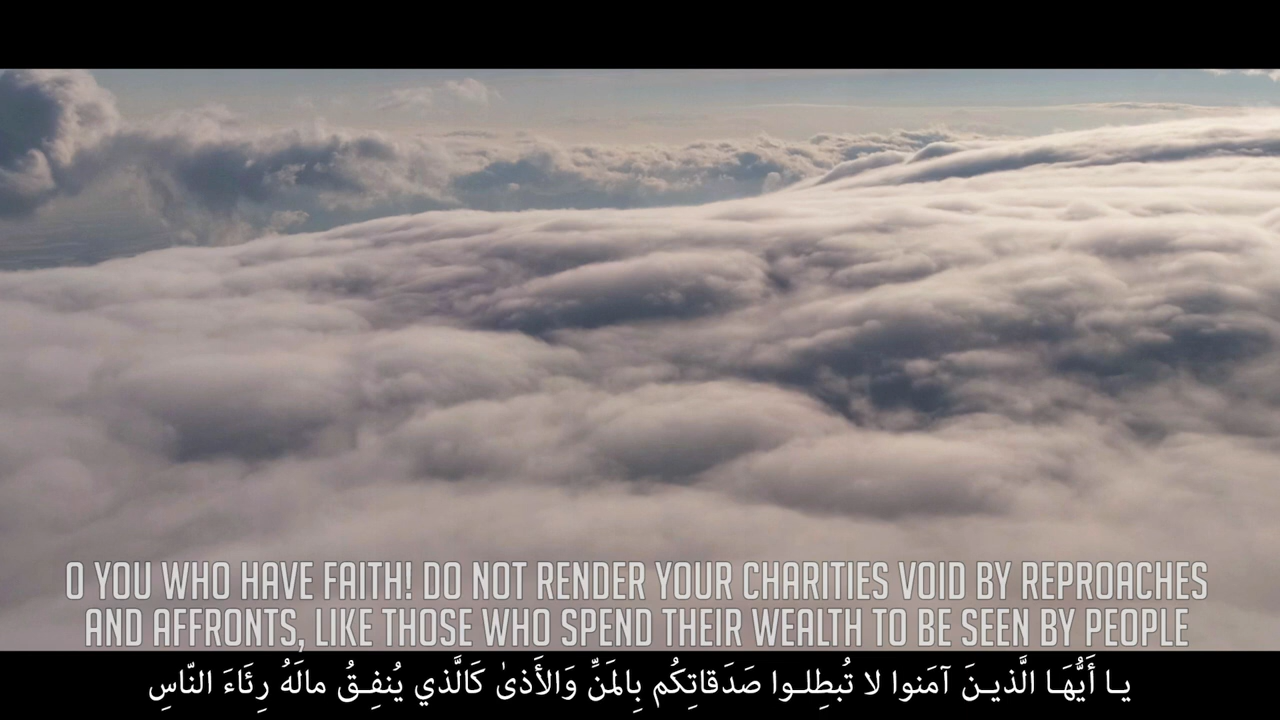 O YOU WHO HAVE FAITH! DO NOT RENDER YOUR CHARITIES VOID BY REPROACHES
AND AFFRONTS, LIKE THOSE WHO SPEND THEIR WEALTH TO BE SEEN BY PEOPLE
يـا أَيُّهَـا الَّذيـنَ آمَنوا لا تُبطِلـوا صَدَقاتِكُم بِالمَنِّ وَالأَذىٰ كَالَّذي يُنفِـقُ مالَهُ رِئَاءَ النّاسِ